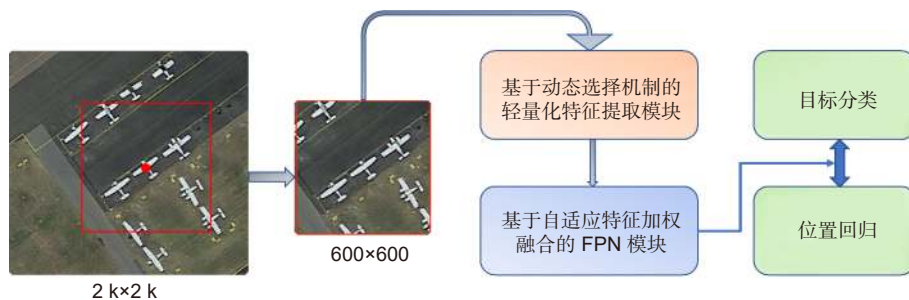 2 k×2 k
600×600
基于动态选择机制的
轻量化特征提取模块
基于自适应特征加权
融合的 FPN 模块
目标分类
位置回归